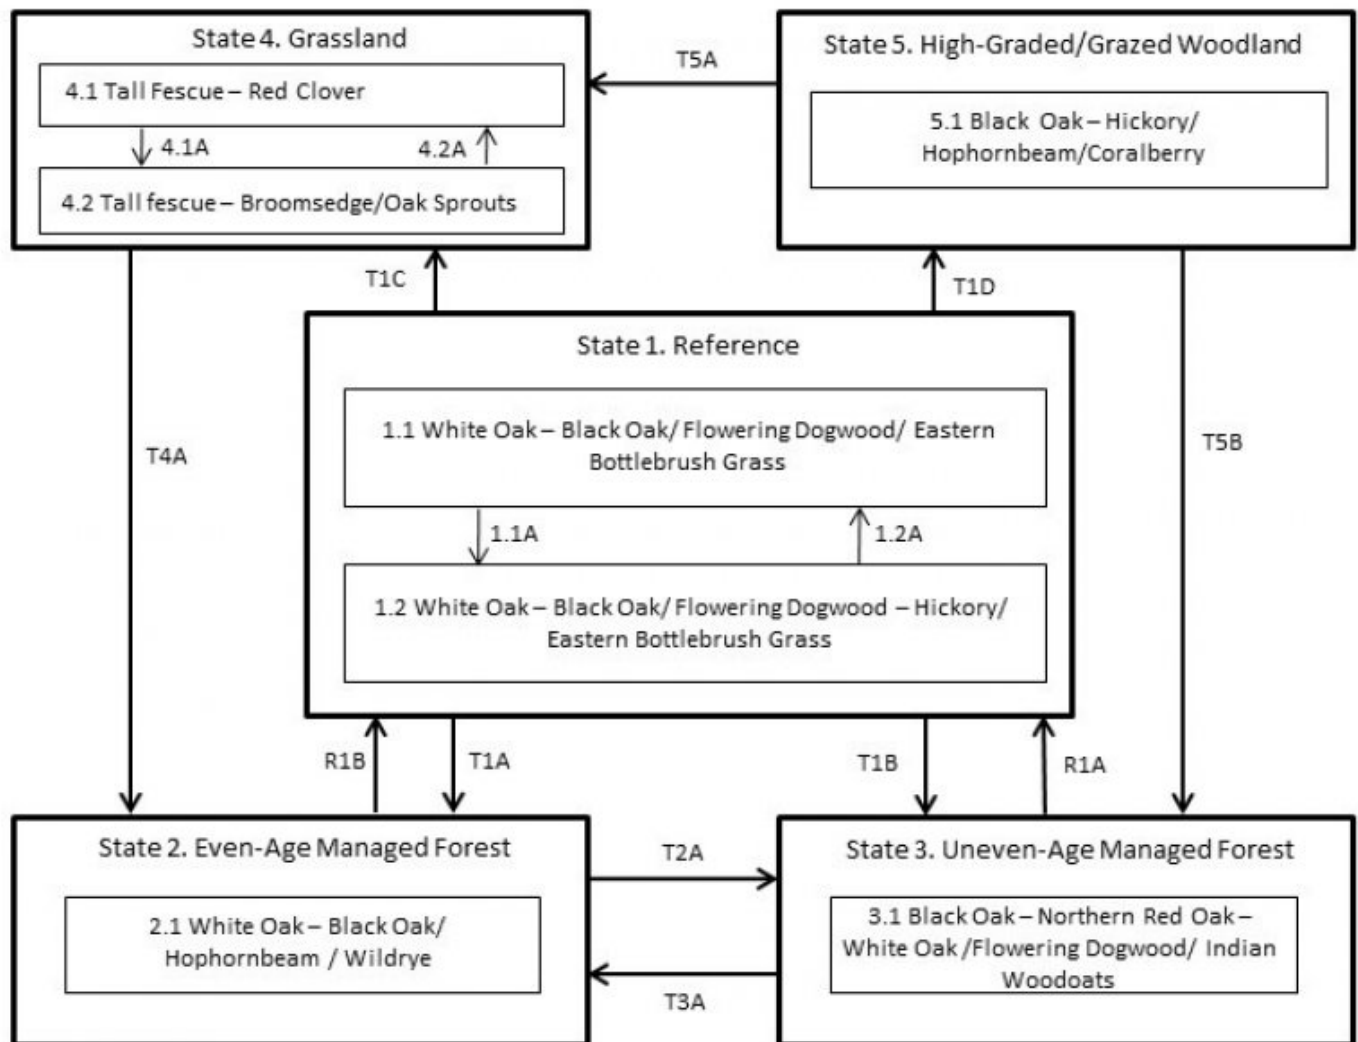 State 4. Grassland
4.1 Tall Fescue – Red Clover
4.1A
4.2A
4.2 Tall fescue – Broomsedge/Oak Sprouts
T5A
State 5. High-Graded/Grazed Woodland
5.1 Black Oak – Hickory/
Hophornbeam/Coralberry
T1C
T1D
State 1. Reference
1.1 White Oak – Black Oak/ Flowering Dogwood/ Eastern
Bottlebrush Grass
1.1A
1.2A
1.2 White Oak – Black Oak/ Flowering Dogwood – Hickory/
Eastern Bottlebrush Grass
T4A
T5B
R1B
T1A
T1B
R1A
State 2. Even-Age Managed Forest
2.1 White Oak – Black Oak/
Hophornbeam / Wildrye
T2A
T3A
State 3. Uneven-Age Managed Forest
3.1 Black Oak – Northern Red Oak –
White Oak /Flowering Dogwood/ Indian
Woodoats